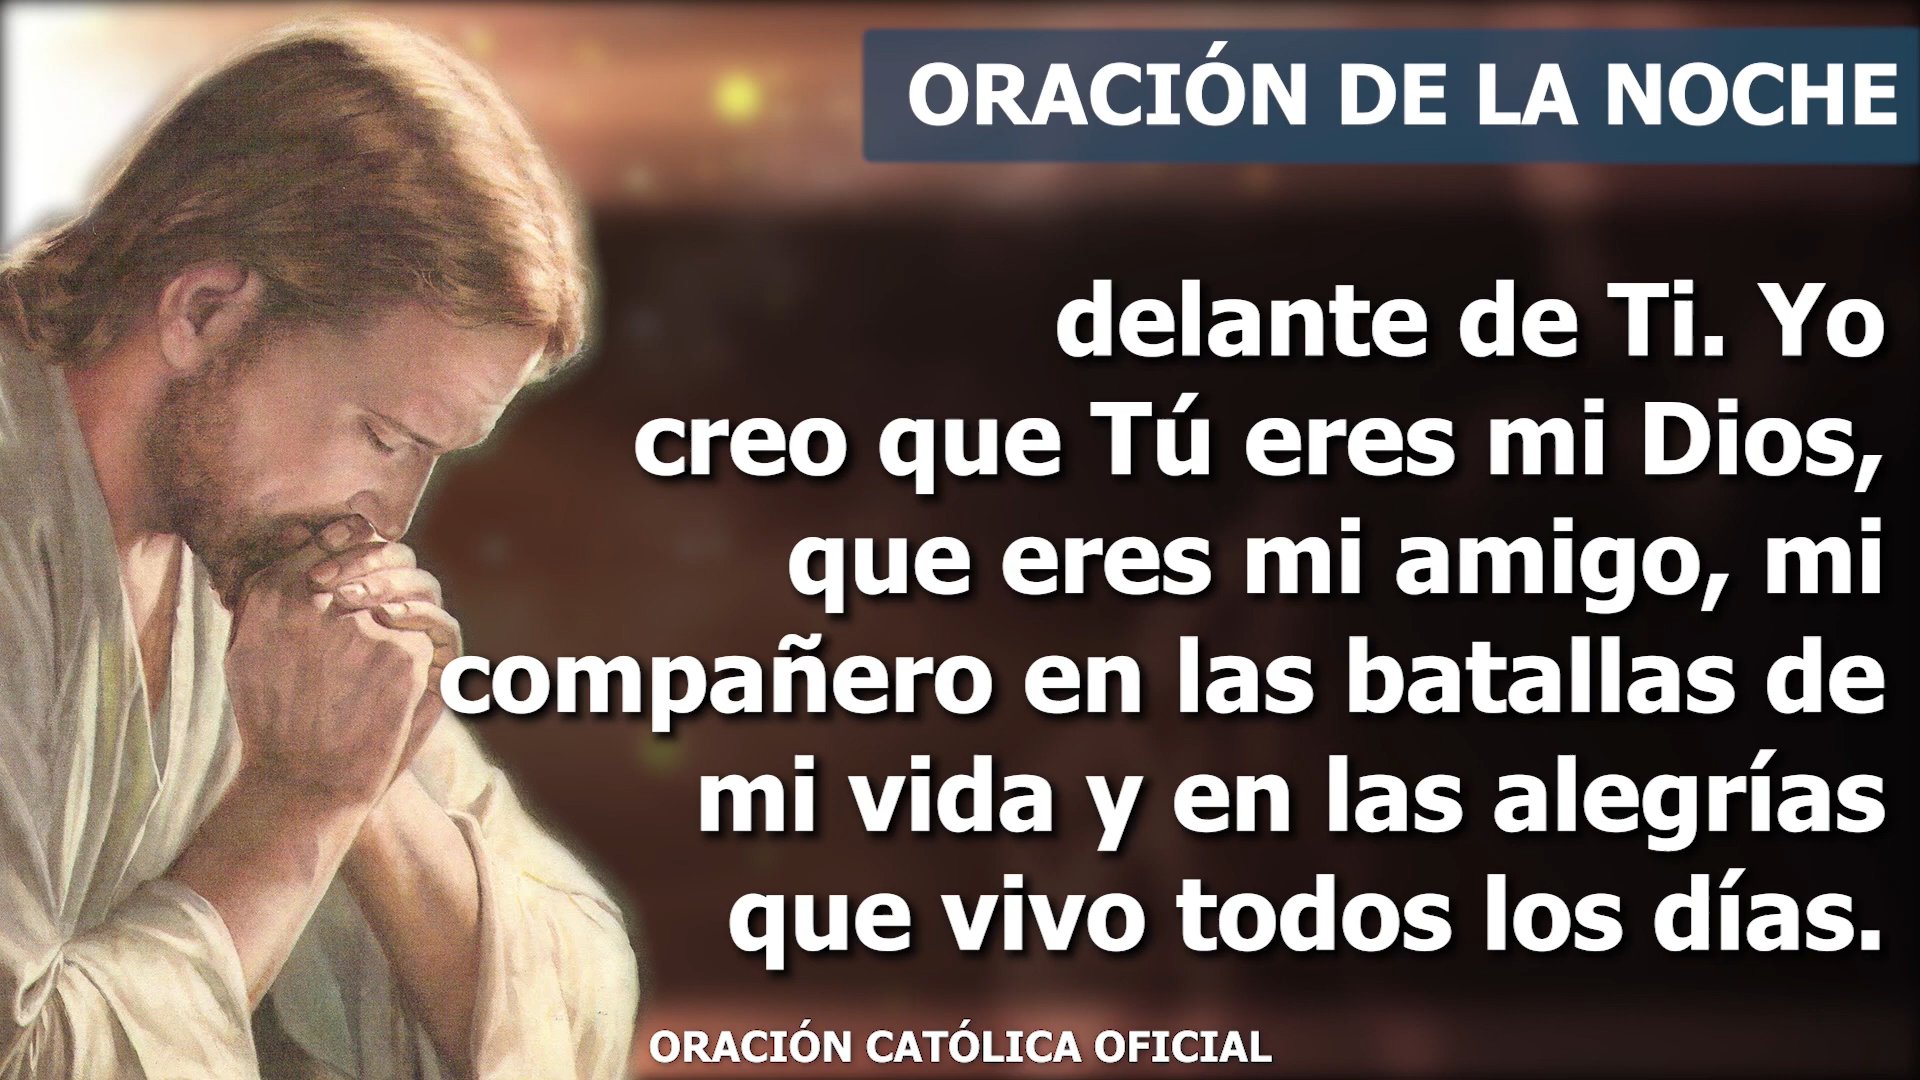 ORACIÓN DE LA NOCHE
delante de Ti. Yo
creo que Tú eres mi Dios,
que eres mi amigo, mi
compañero en las batallas de
mi vida y en las alegrías
que vivo todos los días.
ORACIÓN CATÓLICA OFICIAL